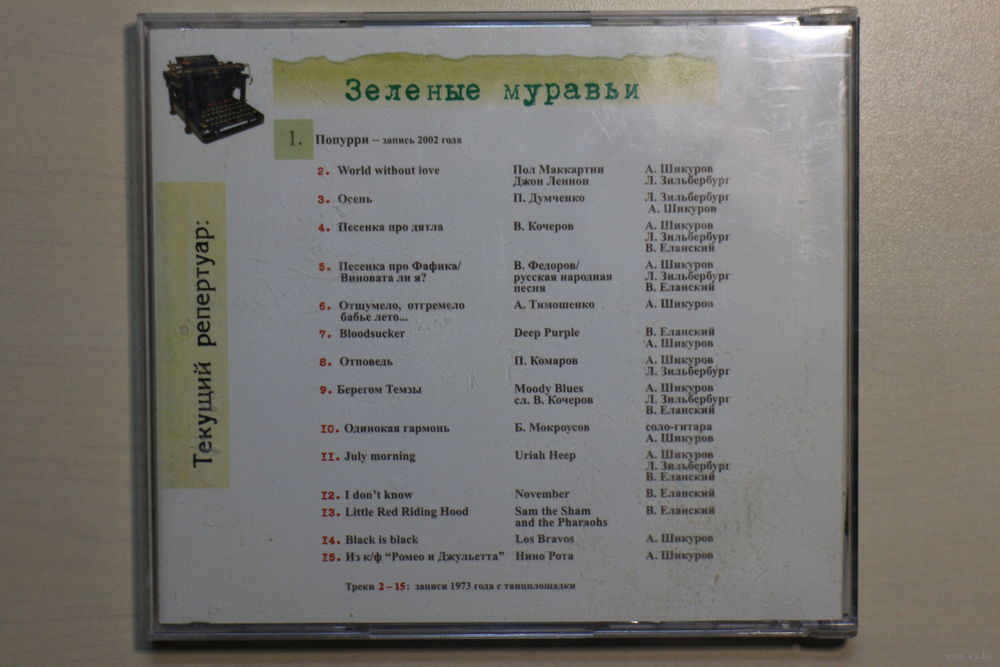 Зеленые муравьи
Текущий репертуар:
1. Попурри – запись 2002 года
2. World without love Пол Маккартни А. Шикуров
Джон Леннон Л. Зильбербург
3. Осень П. Думченко Л. Зильбербург
А. Шикуров
4. Песенка про дятла В. Кочеров А. Шикуров
Л. Зильбербург
В. Еланский
5. Песенка про Фафика/ В. Федоров/ А. Шикуров
Виновата ли я? русская народная Л. Зильбербург
песня В. Еланский
6. Отшумело, отгремело А. Тимошенко А. Шикуров
бабье лето...
7. Bloodsucker Deep Purple В. Еланский
А. Шикуров
8. Отповедь П. Комаров А. Шикуров
Л. Зильбербург
9. Берегом Темзы Moody Blues А. Шикуров
сл. В. Кочеров Л. Зильбербург
В. Еланский
10. Одинокая гармонь Б. Мокроусов соло-гитара
А. Шикуров
11. July morning Uriah Heep А. Шикуров
Л. Зильбербург
В. Еланский
12. I don't know November В. Еланский
13. Little Red Riding Hood Sam the Sham В. Еланский
and the Pharaohs
14. Black is black Los Bravos А. Шикуров
15. Из к/ф “Ромео и Джульетта” Нино Рота А. Шикуров
Треки 2 – 15: записи 1973 года с танцплощадки
www.ay.by